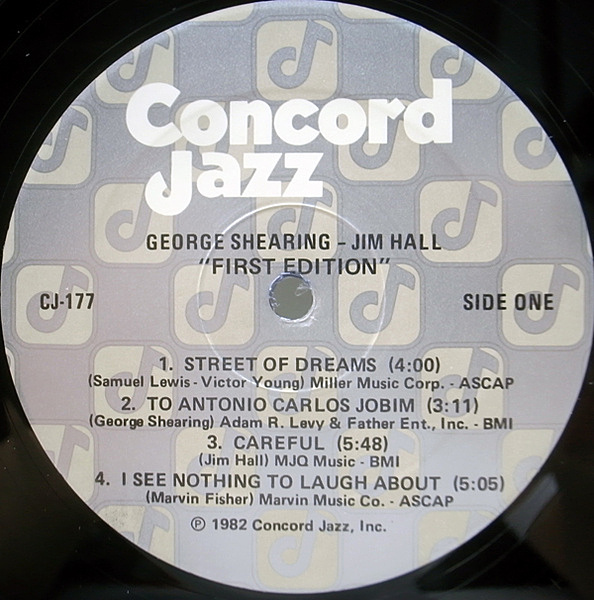 Concord
Jazz
GEORGE SHEARING - JIM HALL
"FIRST EDITION"
CJ-177
SIDE ONE
1. STREET OF DREAMS (4:00)
(Samuel Lewis - Victor Young) Miller Music Corp. - ASCAP
2. TO ANTONIO CARLOS JOBIM (3:11)
(George Shearing) Adam R. Levy & Father Ent., Inc. - BMI
3. CAREFUL (5:48)
(Jim Hall) MJQ Music - BMI
4. I SEE NOTHING TO LAUGH ABOUT (5:05)
(Marvin Fisher) Marvin Music Co. - ASCAP
℗ 1982 Concord Jazz, Inc.